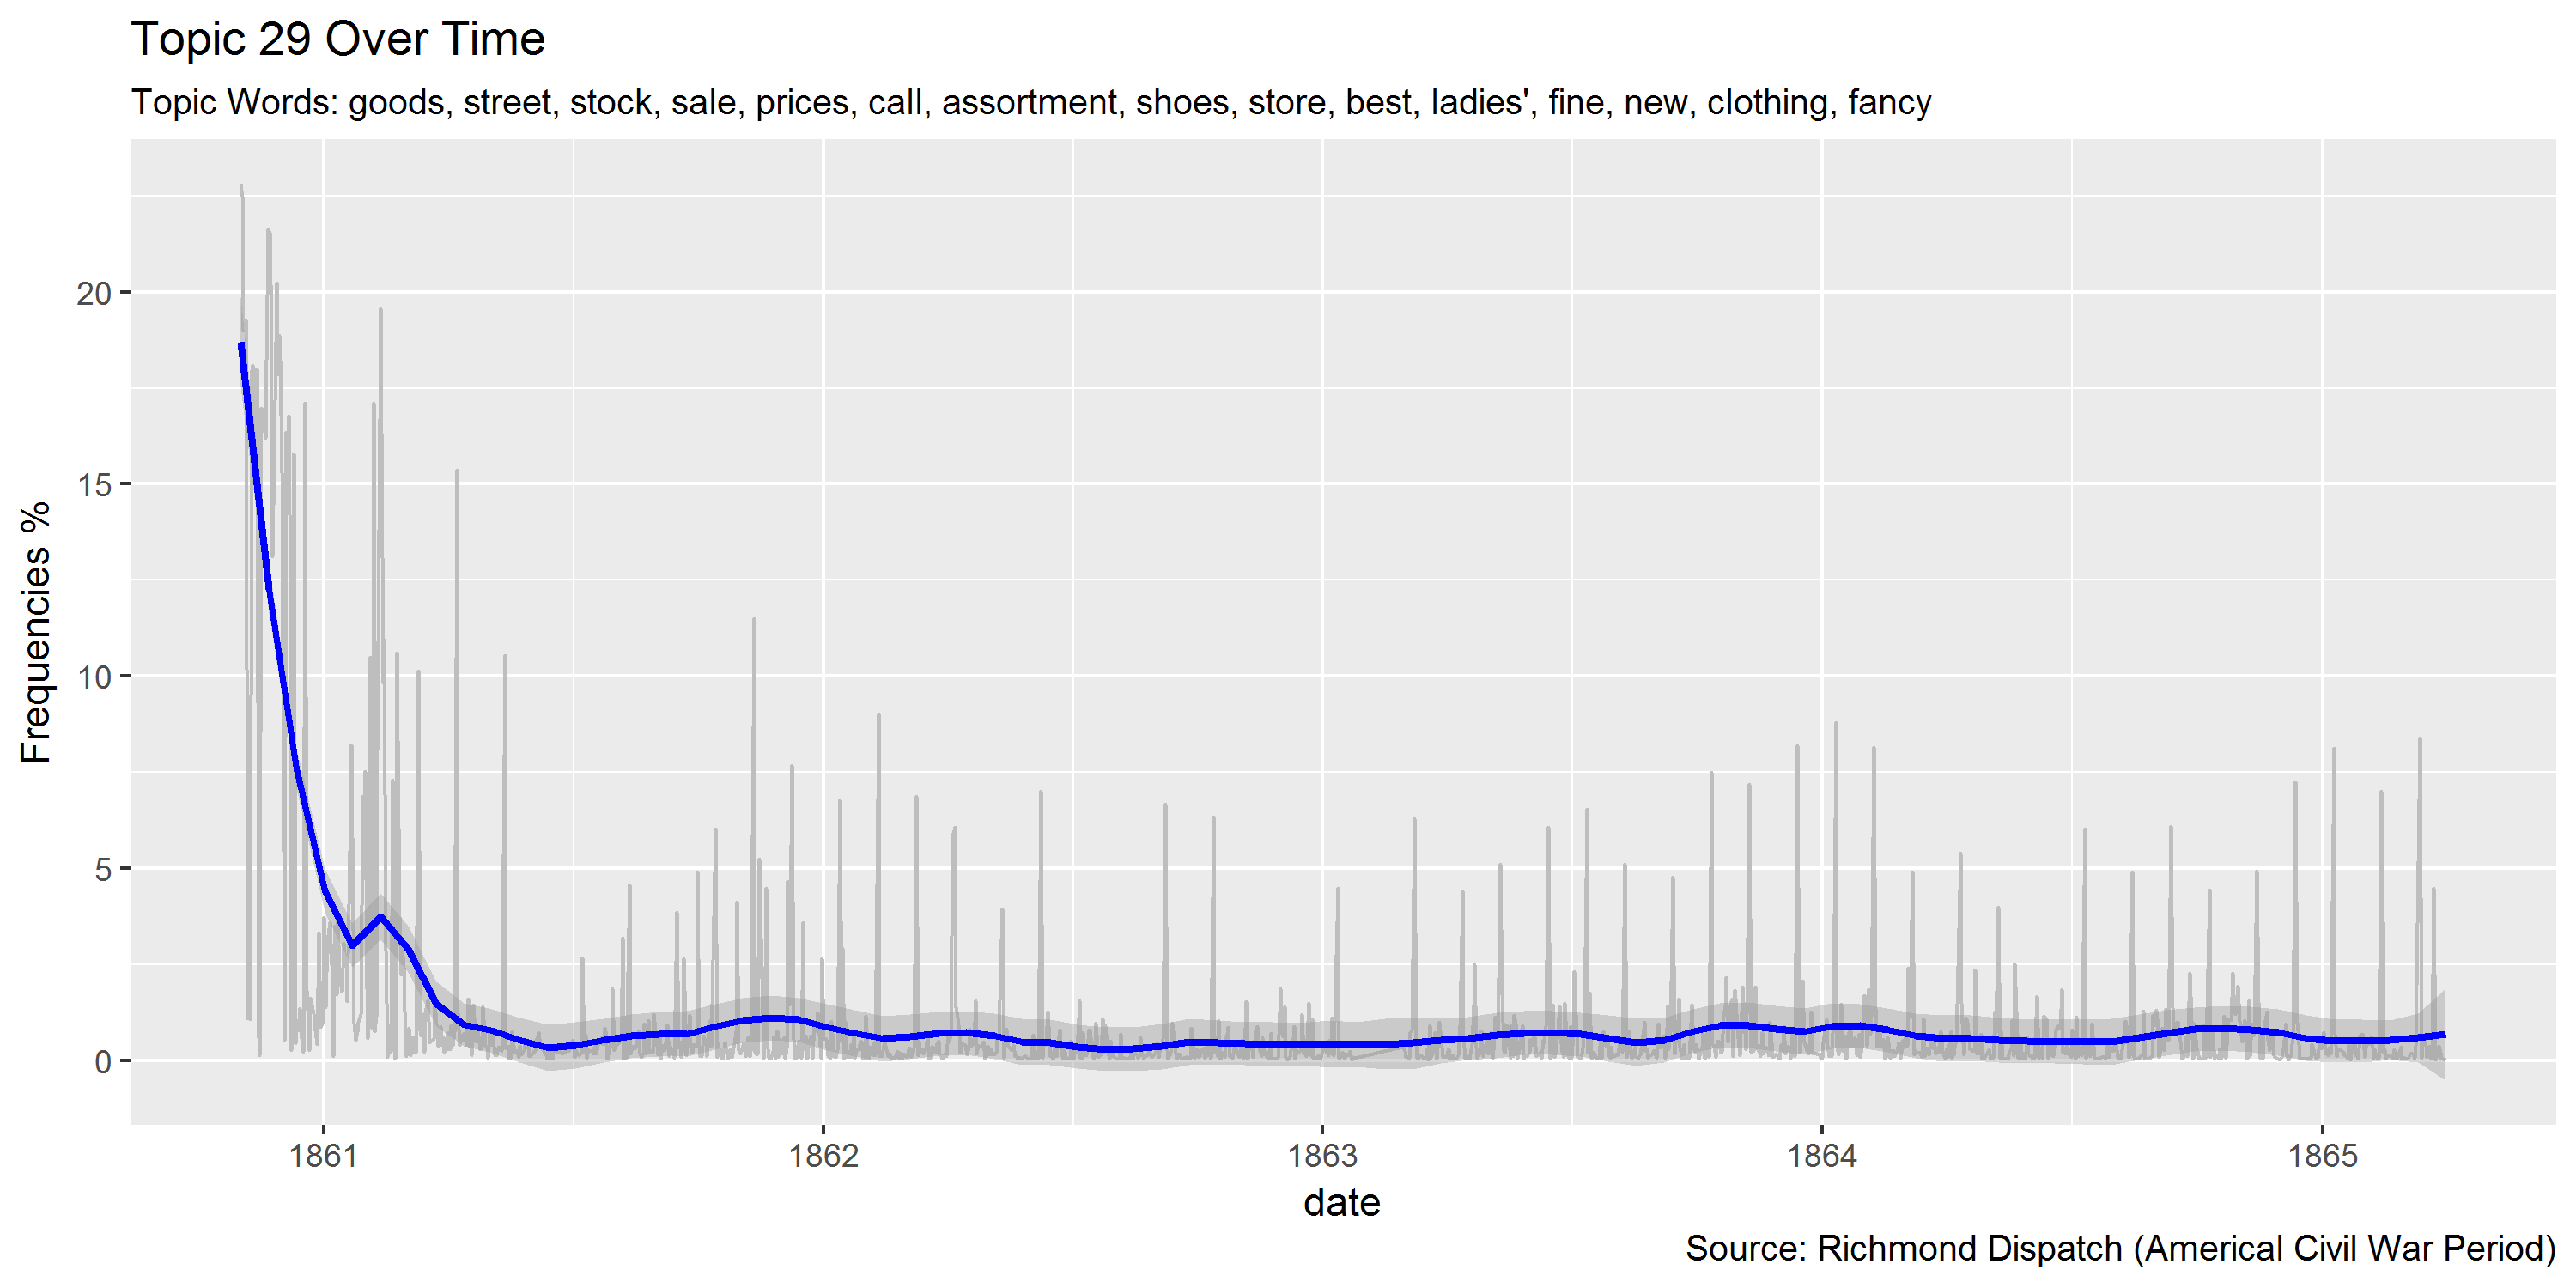 Topic 29 Over Time
Topic Words: goods, street, stock, sale, prices, call, assortment, shoes, store, best, ladies', fine, new, clothing, fancy
Frequencies %
20
15
10
5
0
1861
1862
1863
1864
1865
date
Source: Richmond Dispatch (Americal Civil War Period)